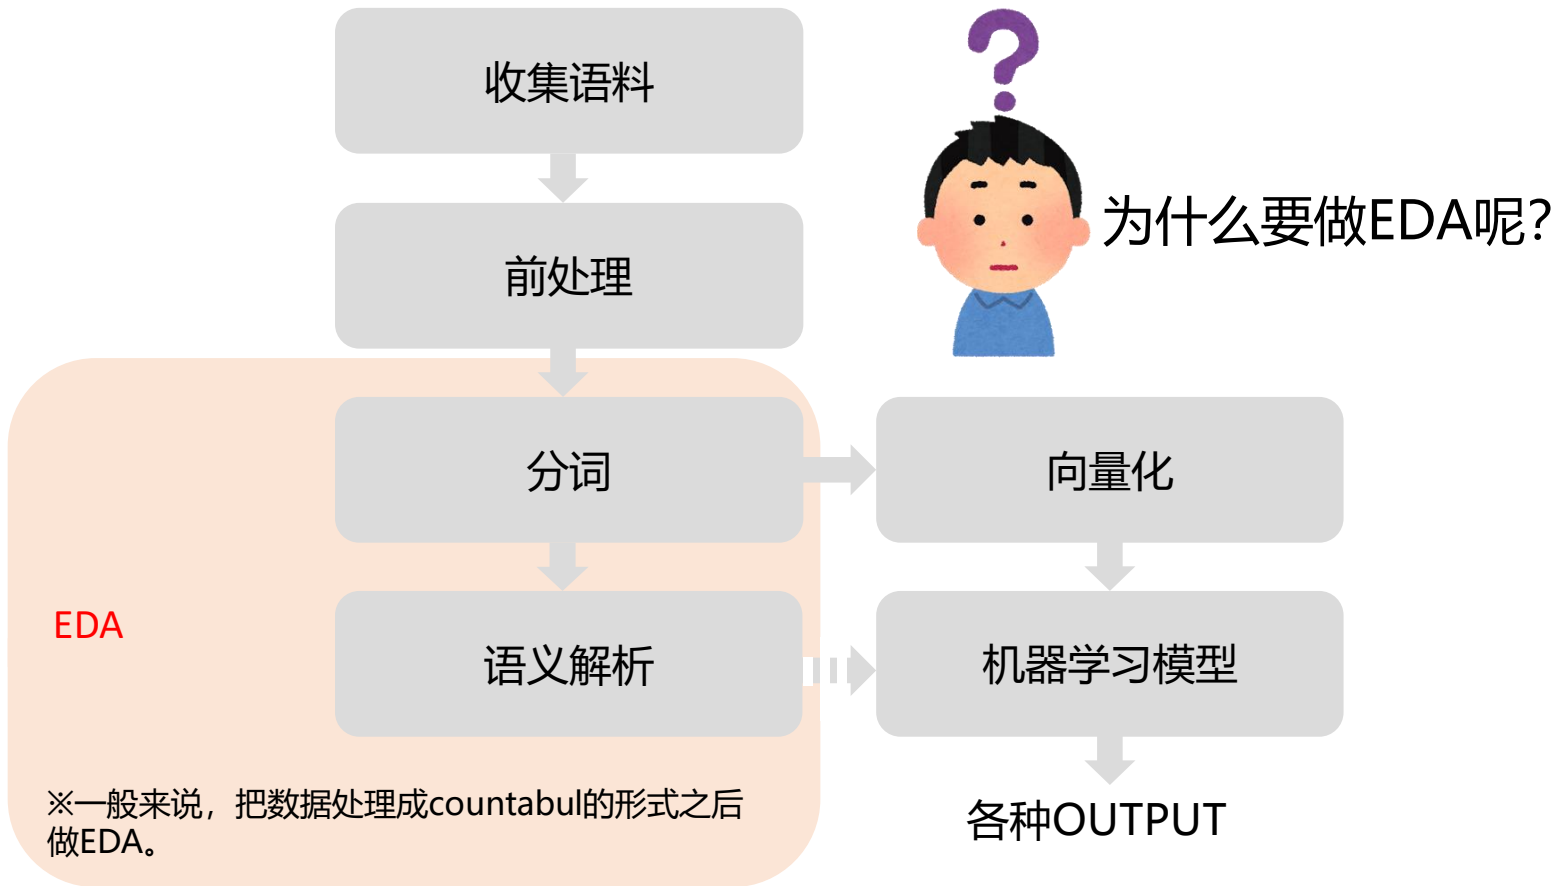 收集语料
为什么要做EDA呢？
前处理
分词
向量化
EDA
语义解析
机器学习模型
※一般来说，把数据处理成countabul的形式之后
做EDA。
各种OUTPUT